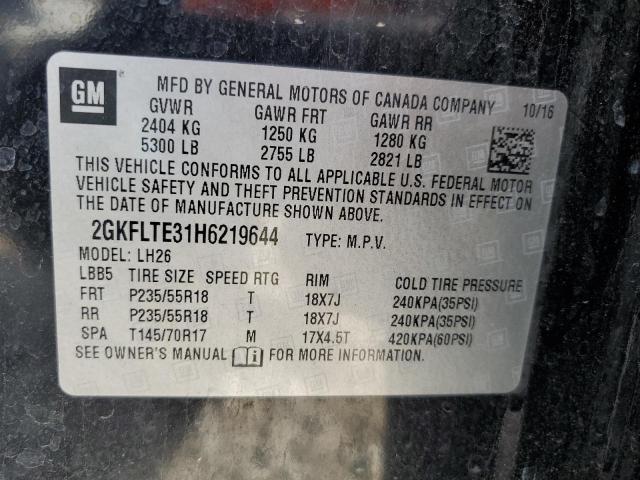 GM
MFD BY GENERAL MOTORS OF CANADA COMPANY 10/16
GVWR GAWR FRT GAWR RR
2404 KG 1250 KG 1280 KG
5300 LB 2755 LB 2821 LB
THIS VEHICLE CONFORMS TO ALL APPLICABLE U.S. FEDERAL MOTOR
VEHICLE SAFETY AND THEFT PREVENTION STANDARDS IN EFFECT ON
THE DATE OF MANUFACTURE SHOWN ABOVE.
2GKFLTE31H6219644 TYPE: M.P.V.
MODEL: LH26
LBB5 TIRE SIZE SPEED RTG RIM COLD TIRE PRESSURE
FRT P235/55R18 T 18X7J 240KPA(35PSI)
RR P235/55R18 T 18X7J 240KPA(35PSI)
SPA T145/70R17 M 17X4.5T 420KPA(60PSI)
SEE OWNER'S MANUAL FOR MORE INFORMATION.